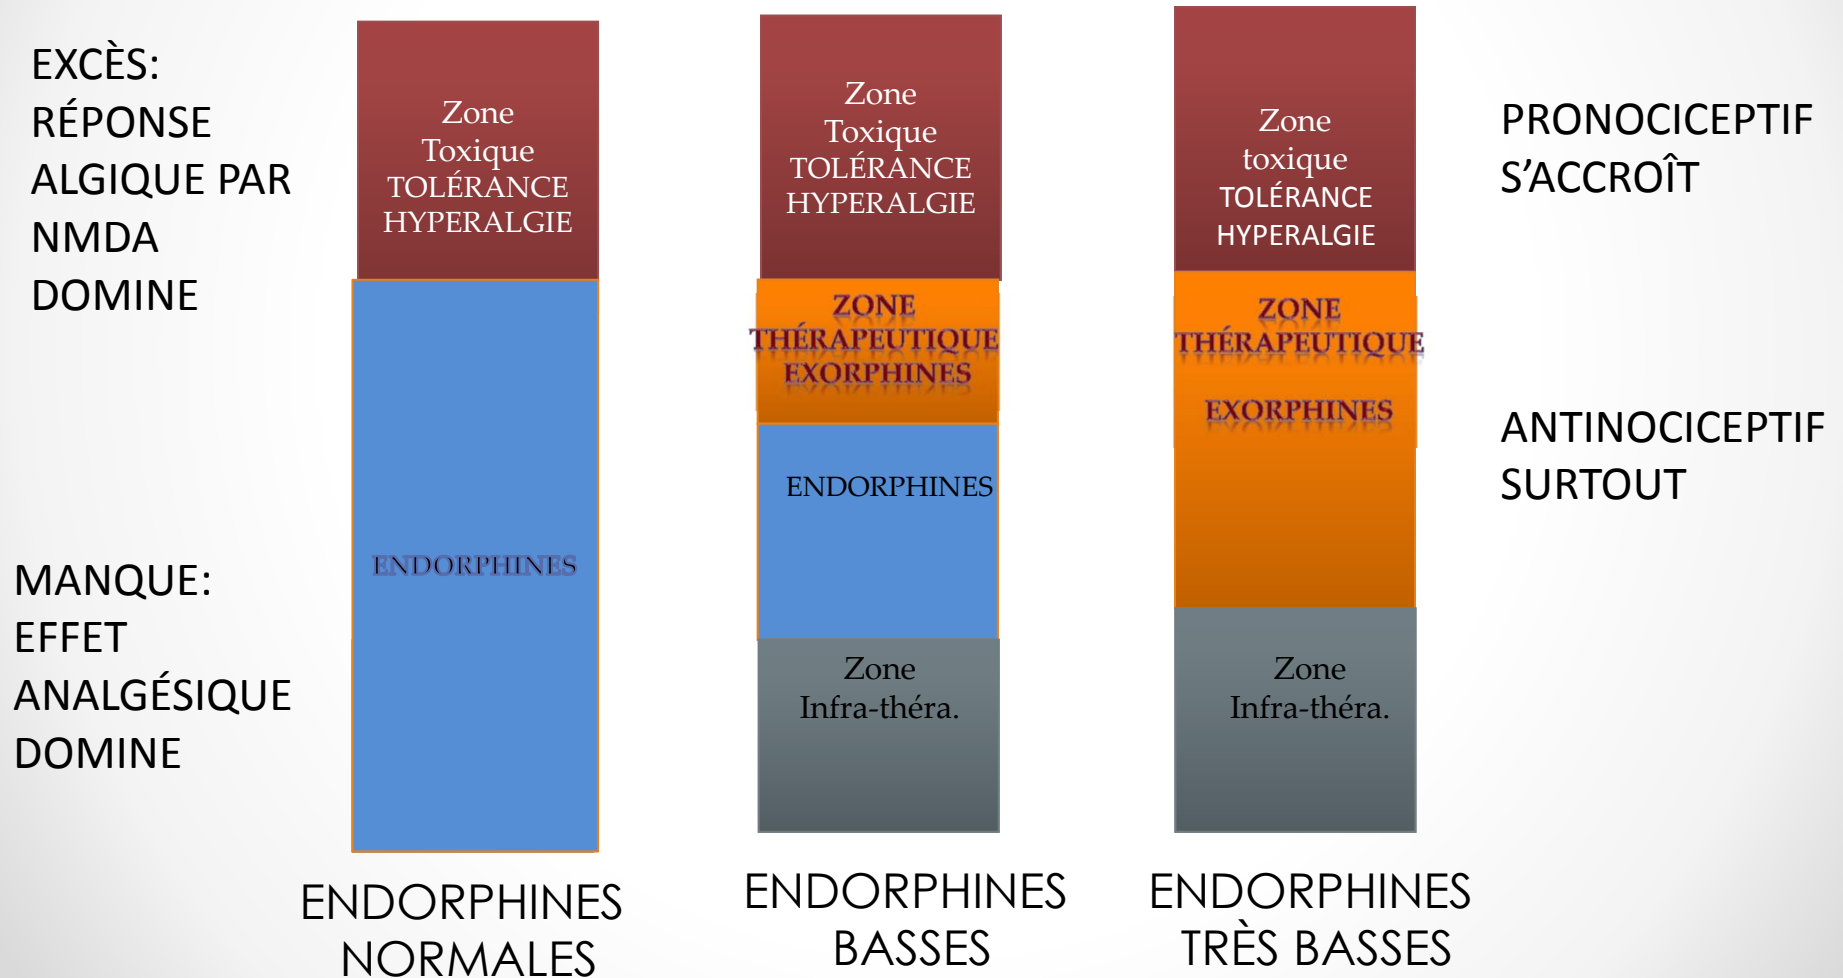 EXCÈS:
RÉPONSE
ALGIQUE PAR
NMDA
DOMINE
MANQUE:
EFFET
ANALGÉSIQUE
DOMINE
Zone
Toxique
TOLÉRANCE
HYPERALGIE
ENDORPHINES
ENDORPHINES
NORMALES
Zone
Toxique
TOLÉRANCE
HYPERALGIE
ZONE
THÉRAPEUTIQUE
EXORPHINES
ENDORPHINES
Zone
Infra-théra.
ENDORPHINES
BASSES
Zone
toxique
TOLÉRANCE
HYPERALGIE
ZONE
THÉRAPEUTIQUE
EXORPHINES
Zone
Infra-théra.
ENDORPHINES
TRÈS BASSES
PRONOCICEPTIF
S’ACCROÎT
ANTINOCICEPTIF
SURTOUT